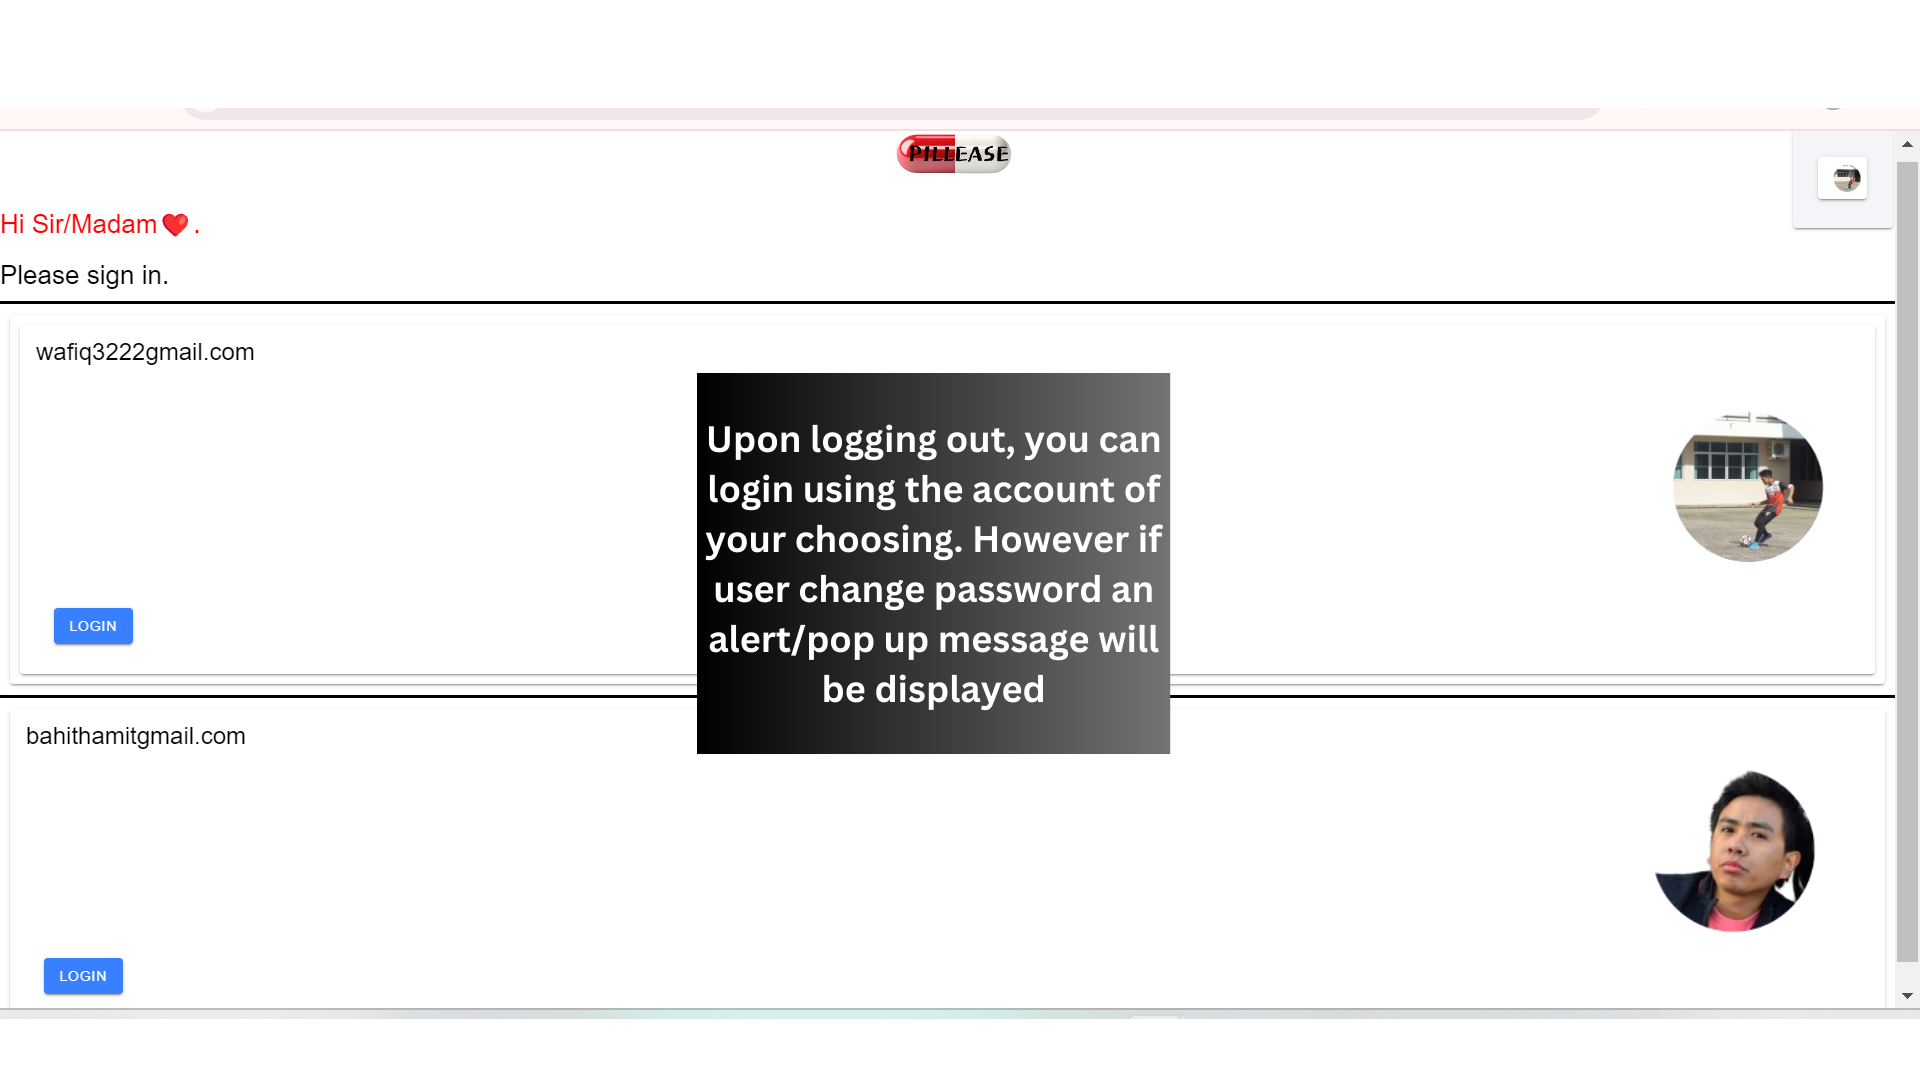 PILLEASE
Hi Sir/Madam❤️.
Please sign in.
wafiq3222gmail.com
Upon logging out, you can
login using the account of
your choosing. However if
user change password an
alert/pop up message will
be displayed
LOGIN
bahithamitgmail.com
LOGIN